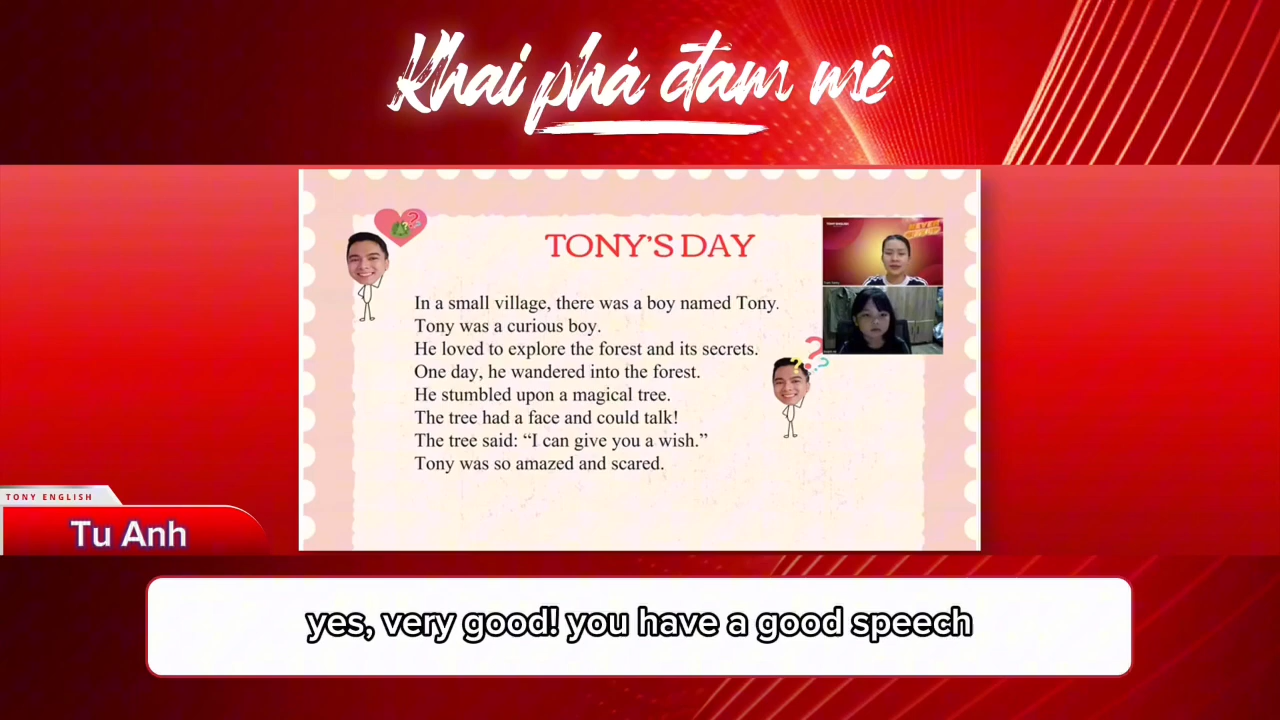 Khai phá đam mê
TONY'S DAY
In a small village, there was a boy named Tony.
Tony was a curious boy.
He loved to explore the forest and its secrets.
One day, he wandered into the forest.
He stumbled upon a magical tree.
The tree had a face and could talk!
The tree said: “I can give you a wish.”
Tony was so amazed and scared.
TONY ENGLISH
Tu Anh
yes, very good! you have a good speech